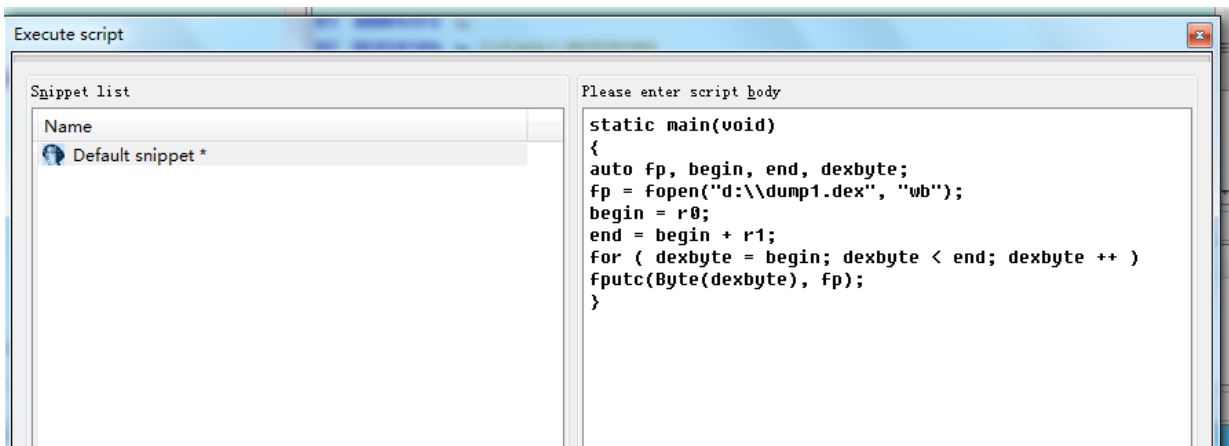 Execute script
Snippet list
Name
Default snippet *
Please enter script body
static main(void)
{
auto fp, begin, end, dexbyte;
fp = fopen("d:\\dump1.dex", "wb");
begin = r0;
end = begin + r1;
for ( dexbyte = begin; dexbyte < end; dexbyte ++ )
fputc(Byte(dexbyte), fp);
}